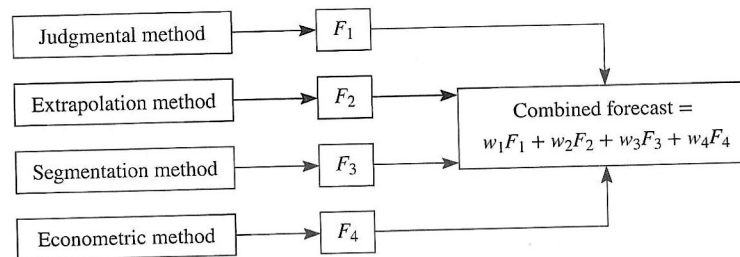 Judgmental method
F₁
Extrapolation method
F₂
Combined forecast =
w₁F₁ + w₂F₂ + w₃F₃ + w₄F₄
Segmentation method
F₃
Econometric method
F₄